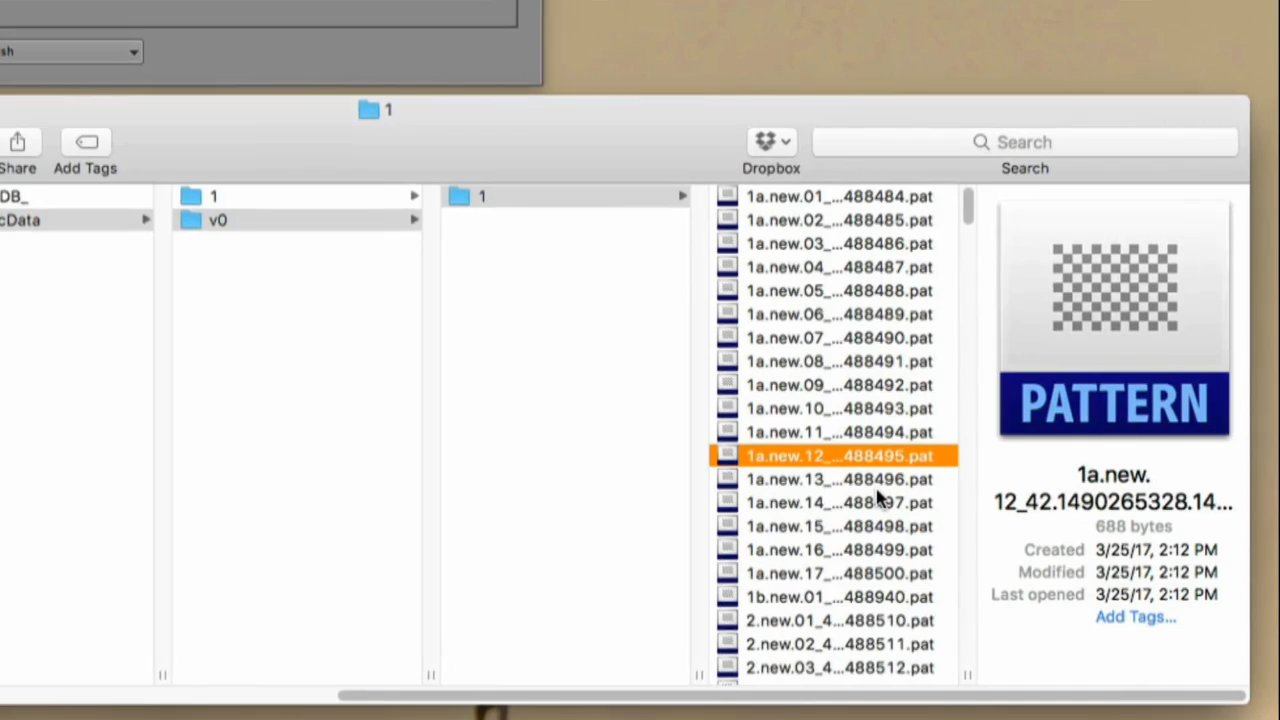 sh
1
Share
Add Tags
Dropbox
Search
Search
DB_
cData
1
v0
1
1a.new.01_...488484.pat
1a.new.02_...488485.pat
1a.new.03_...488486.pat
1a.new.04_...488487.pat
1a.new.05_...488488.pat
1a.new.06_...488489.pat
1a.new.07_...488490.pat
1a.new.08_...488491.pat
1a.new.09_...488492.pat
1a.new.10_...488493.pat
1a.new.11_...488494.pat
1a.new.12_...488495.pat
1a.new.13_...488496.pat
1a.new.14_...488497.pat
1a.new.15_...488498.pat
1a.new.16_...488499.pat
1a.new.17_...488500.pat
1b.new.01_...488940.pat
2.new.01_4...488510.pat
2.new.02_4...488511.pat
2.new.03_4...488512.pat
PATTERN
1a.new.
12_42.1490265328.14...
688 bytes
Created 3/25/17, 2:12 PM
Modified 3/25/17, 2:12 PM
Last opened 3/25/17, 2:12 PM
Add Tags...